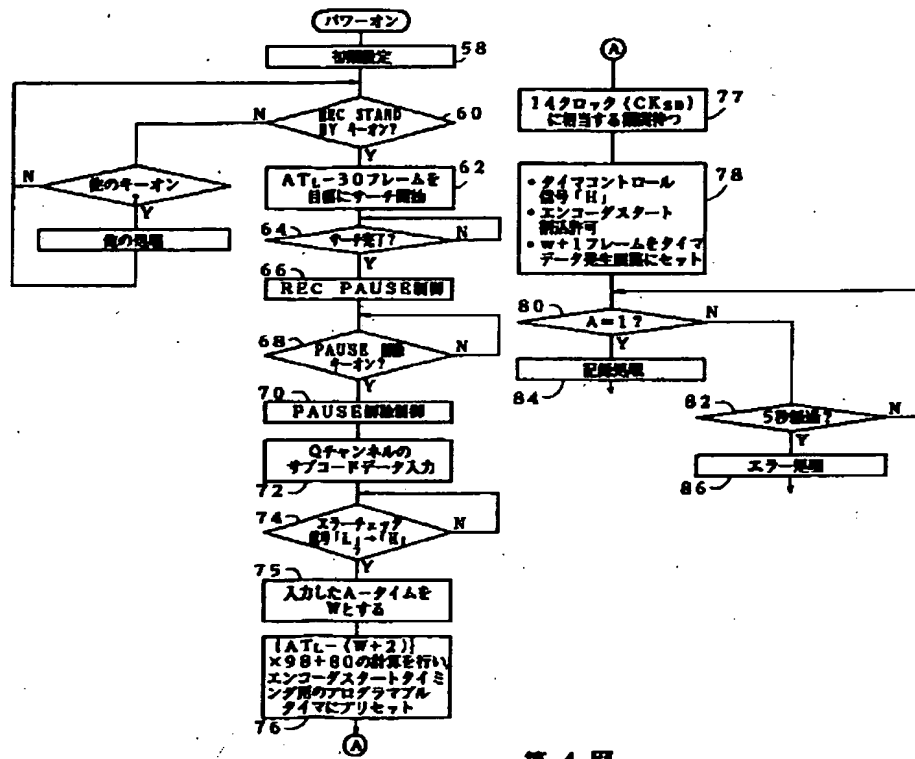 パワーオン
初期設定
58
REC STAND
BY キーオン?
60
N
Y
他のキーオン
N
Y
他の処理
ATL-30フレームを
目標にサーチ開始
62
サーチ完了?
64
N
Y
66
REC PAUSE制御
68
PAUSE 解除
キーオン?
N
Y
70
PAUSE解除制御
Qチャンネルの
サブコードデータ入力
72
74
エラーチェック
信号「L」→「H」
?
N
Y
75
入力したA-タイムを
Wとする
{ATL-(W+2)}
×98+80の計算を行い,
エンコーダスタートタイミ
ング用のプログラマブル
タイマにプリセット
76
A
A
14クロック (CKSB)
に相当する期間待つ
77
78
• タイマコントロール
信号「H」
• エンコーダスタート
割込許可
• w+1フレームをタイマ
データ発生回路にセット
80
A=1?
N
Y
記録処理
84
82
5秒経過?
N
Y
エラー処理
86
第 4 図